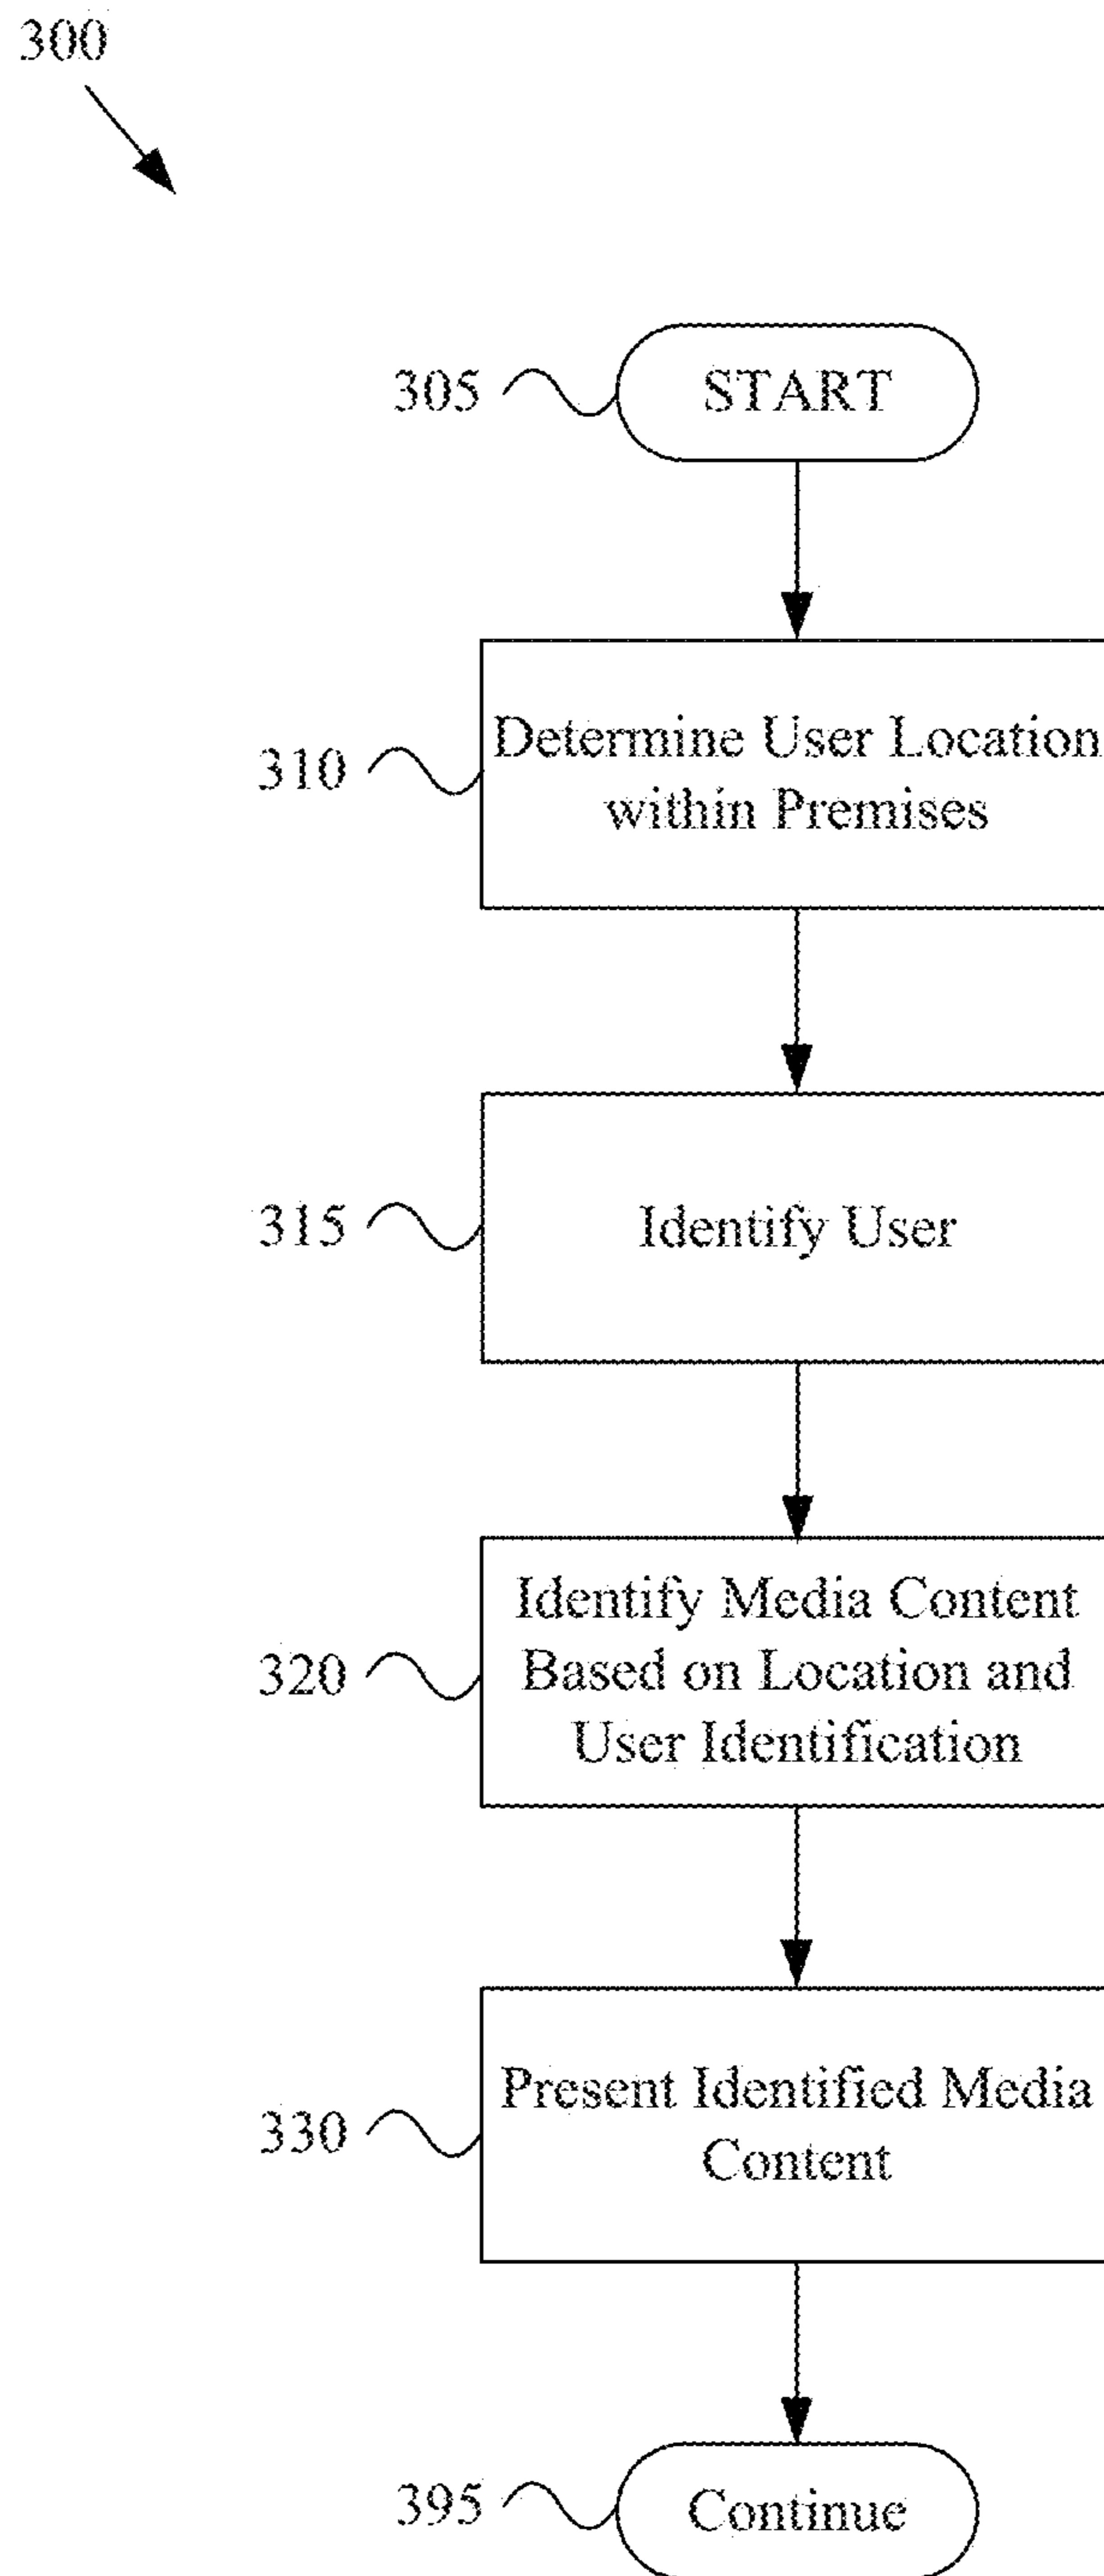 300
305
START
310
Determine User Location
within Premises
315
Identify User
320
Identify Media Content
Based on Location and
User Identification
330
Present Identified Media
Content
395
Continue